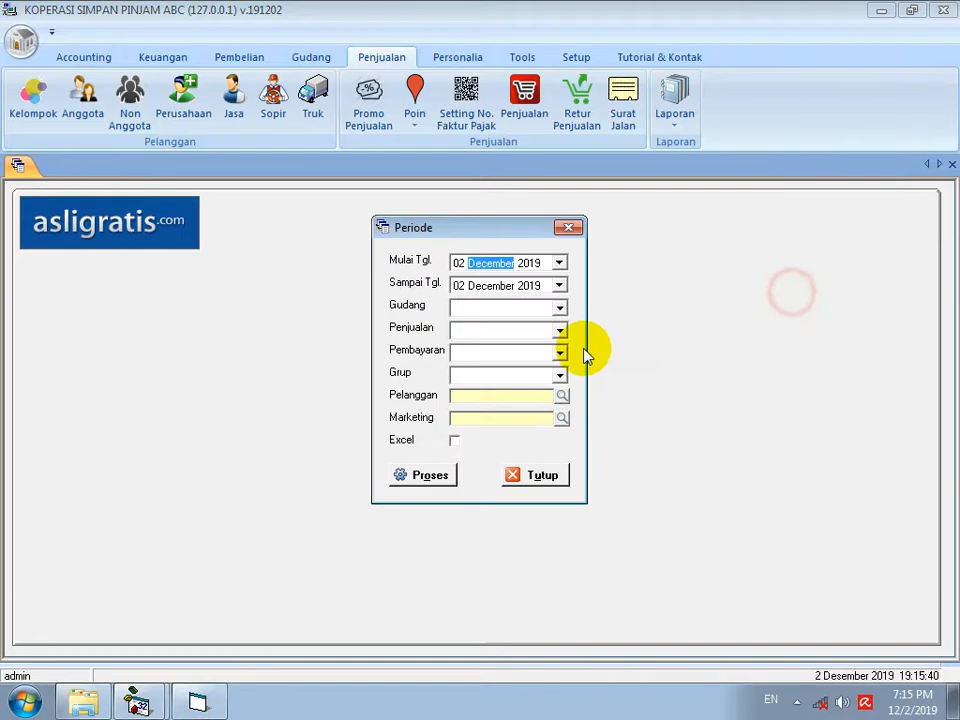 KOPERASI SIMPAN PINJAM ABC (127.0.0.1) v.191202
Accounting Keuangan Pembelian Gudang Penjualan Personalia Tools Setup Tutorial & Kontak
Kelompok Anggota Non Anggota Perusahaan Jasa Sopir Truk Promo Penjualan Poin Setting No. Faktur Pajak Penjualan Retur Penjualan Surat Jalan Laporan
Pelanggan Penjualan Laporan
asligratis.com
Periode
Mulai Tgl. 02 December 2019
Sampai Tgl. 02 December 2019
Gudang
Penjualan
Pembayaran
Grup
Pelanggan
Marketing
Excel
Proses Tutup
admin 2 Desember 2019 19:15:40
32 EN 7:15 PM
12/2/2019